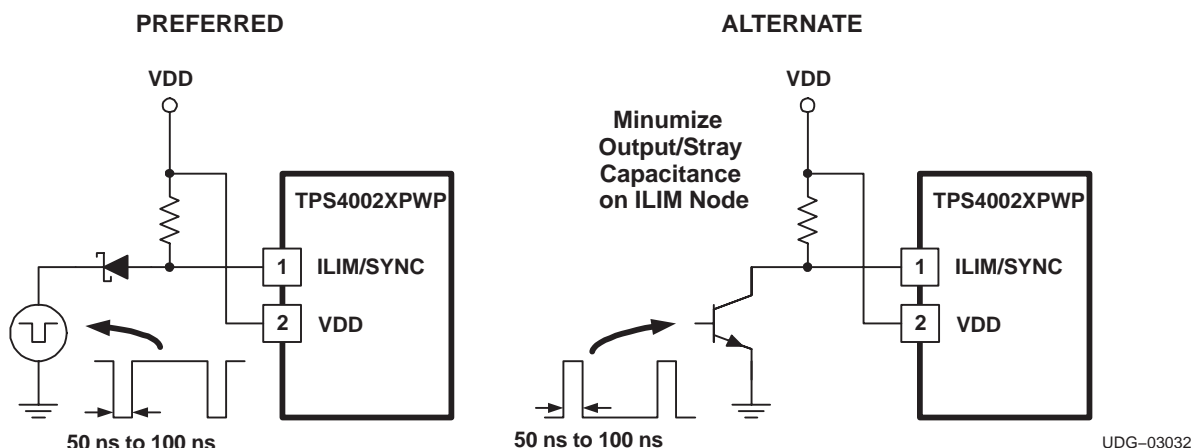 PREFERRED
VDD
TPS4002XPWP
1
ILIM/SYNC
2
VDD
50 ns to 100 ns
ALTERNATE
VDD
Minumize
Output/Stray
Capacitance
on ILIM Node
TPS4002XPWP
1
ILIM/SYNC
2
VDD
50 ns to 100 ns
UDG–03032